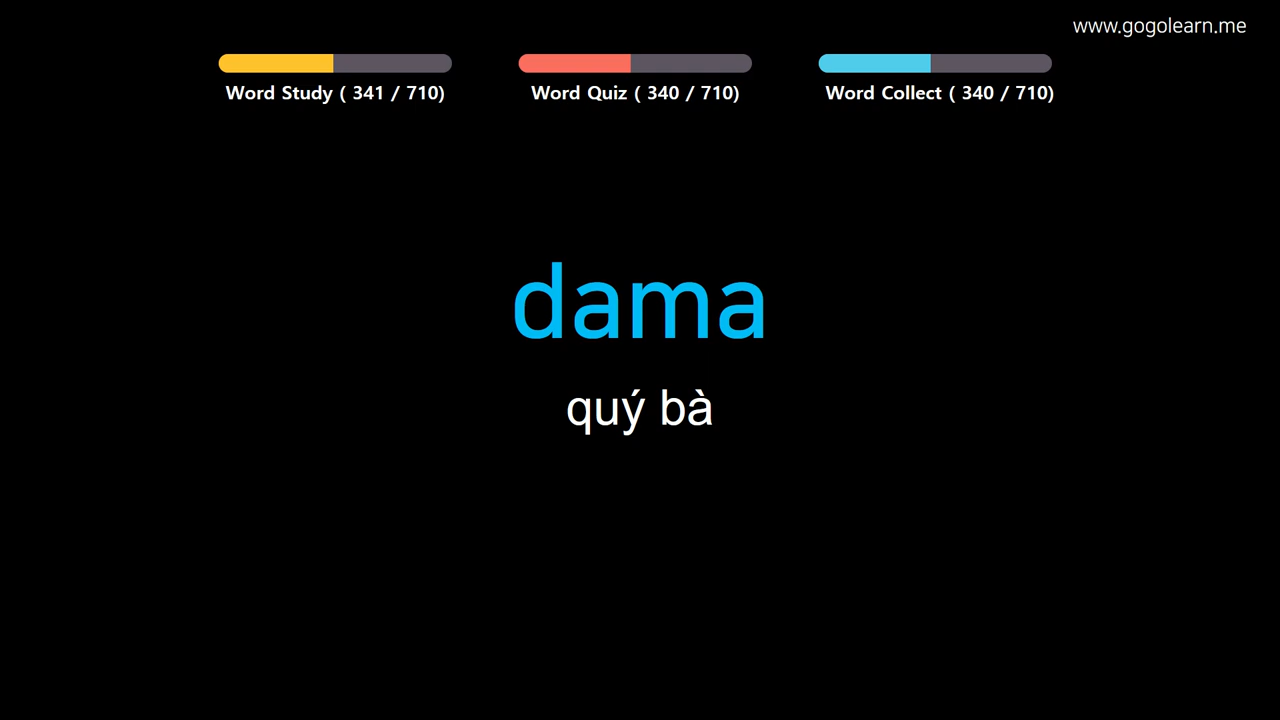 www.gogolearn.me
Word Study ( 341 / 710)
Word Quiz ( 340 / 710)
Word Collect ( 340 / 710)
dama
quý bà